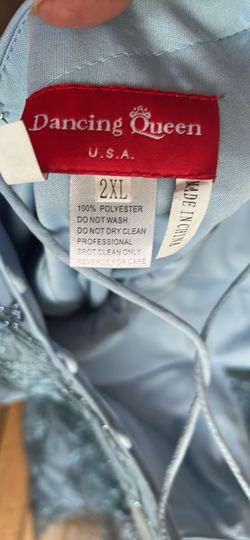 Dancing Queen
U.S.A.
2XL
100% POLYESTER
DO NOT WASH
DO NOT DRY CLEAN
PROFESSIONAL
SPOT CLEAN ONLY
REVERSE FOR CARE
MADE IN CHINA